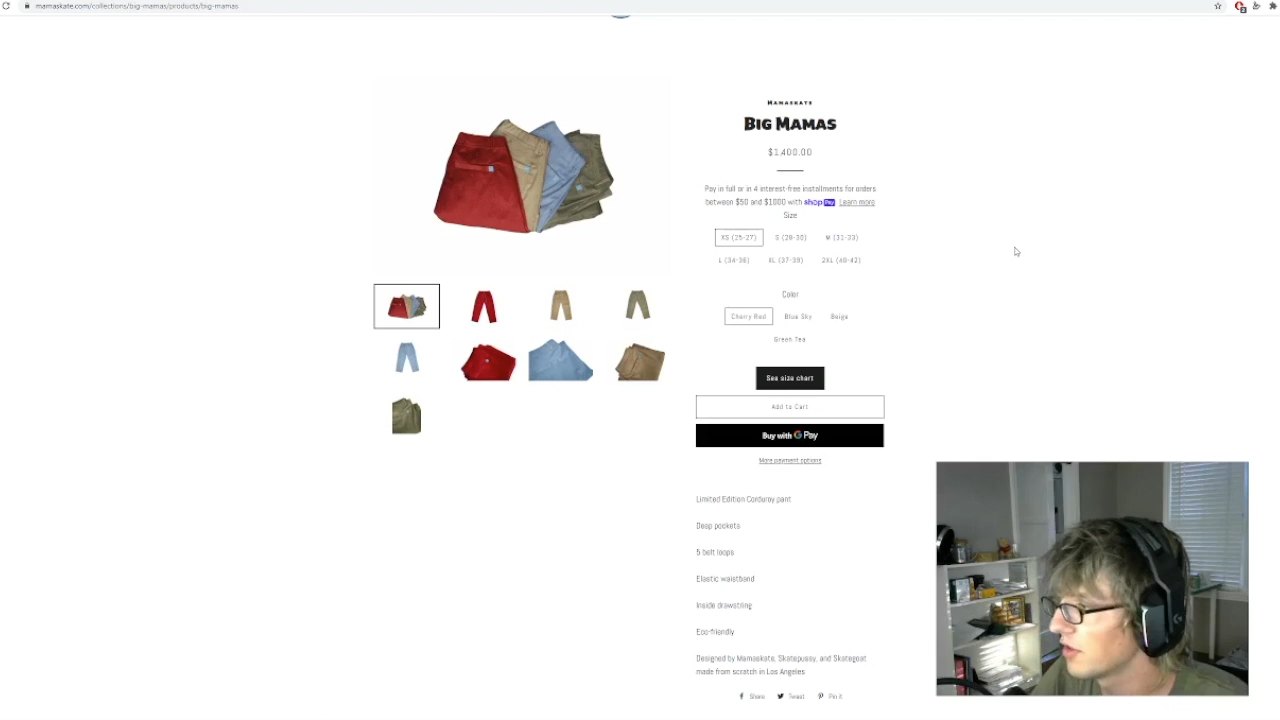 mamaskate.com/collections/big-mamas/products/big-mamas
MAMASKATE
BIG MAMAS
$1,400.00
Pay in full or in 4 interest-free installments for orders
between $50 and $1000 with shop Pay Learn more
Size
XS (25-27) S (28-30) M (31-33)
L (34-36) XL (37-39) 2XL (40-42)
Color
Cherry Red Blue Sky Beige
Green Tea
See size chart
Add to Cart
Buy with G Pay
More payment options
Limited Edition Corduroy pant
Deep pockets
5 belt loops
Elastic waistband
Inside drawstring
Eco-friendly
Designed by Mamaskate, Skatepussy, and Skategoat
made from scratch in Los Angeles
Share Tweet Pin it